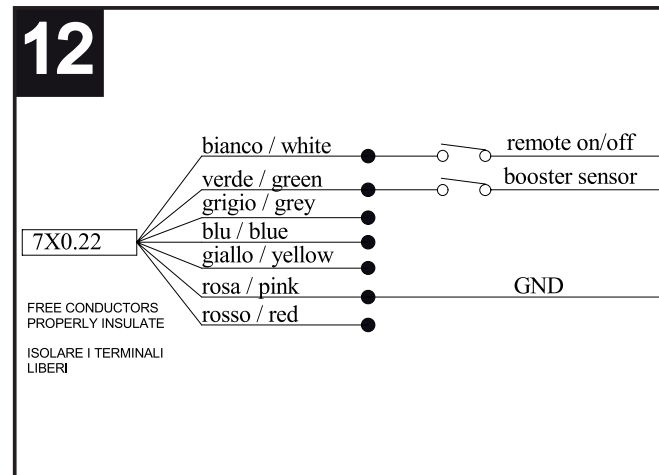 12
bianco / white
remote on/off
verde / green
booster sensor
grigio / grey
blu / blue
7X0.22
giallo / yellow
rosa / pink
GND
rosso / red
FREE CONDUCTORS
PROPERLY INSULATE
ISOLARE I TERMINALI
LIBERI